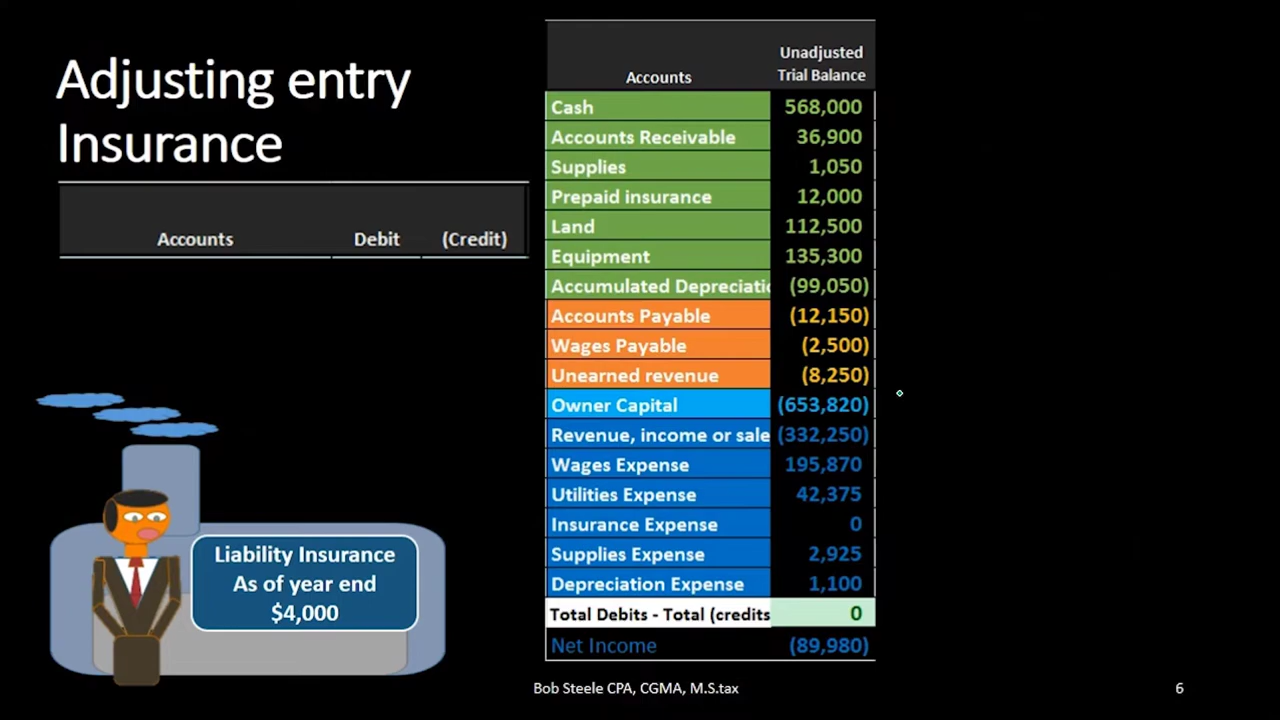 Adjusting entry
Insurance
Accounts Debit (Credit)
Liability Insurance
As of year end
$4,000
Unadjusted
Accounts Trial Balance
Cash 568,000
Accounts Receivable 36,900
Supplies 1,050
Prepaid insurance 12,000
Land 112,500
Equipment 135,300
Accumulated Depreciatio (99,050)
Accounts Payable (12,150)
Wages Payable (2,500)
Unearned revenue (8,250)
Owner Capital (653,820)
Revenue, income or sale (332,250)
Wages Expense 195,870
Utilities Expense 42,375
Insurance Expense 0
Supplies Expense 2,925
Depreciation Expense 1,100
Total Debits - Total (credits 0
Net Income (89,980)
Bob Steele CPA, CGMA, M.S.tax
6